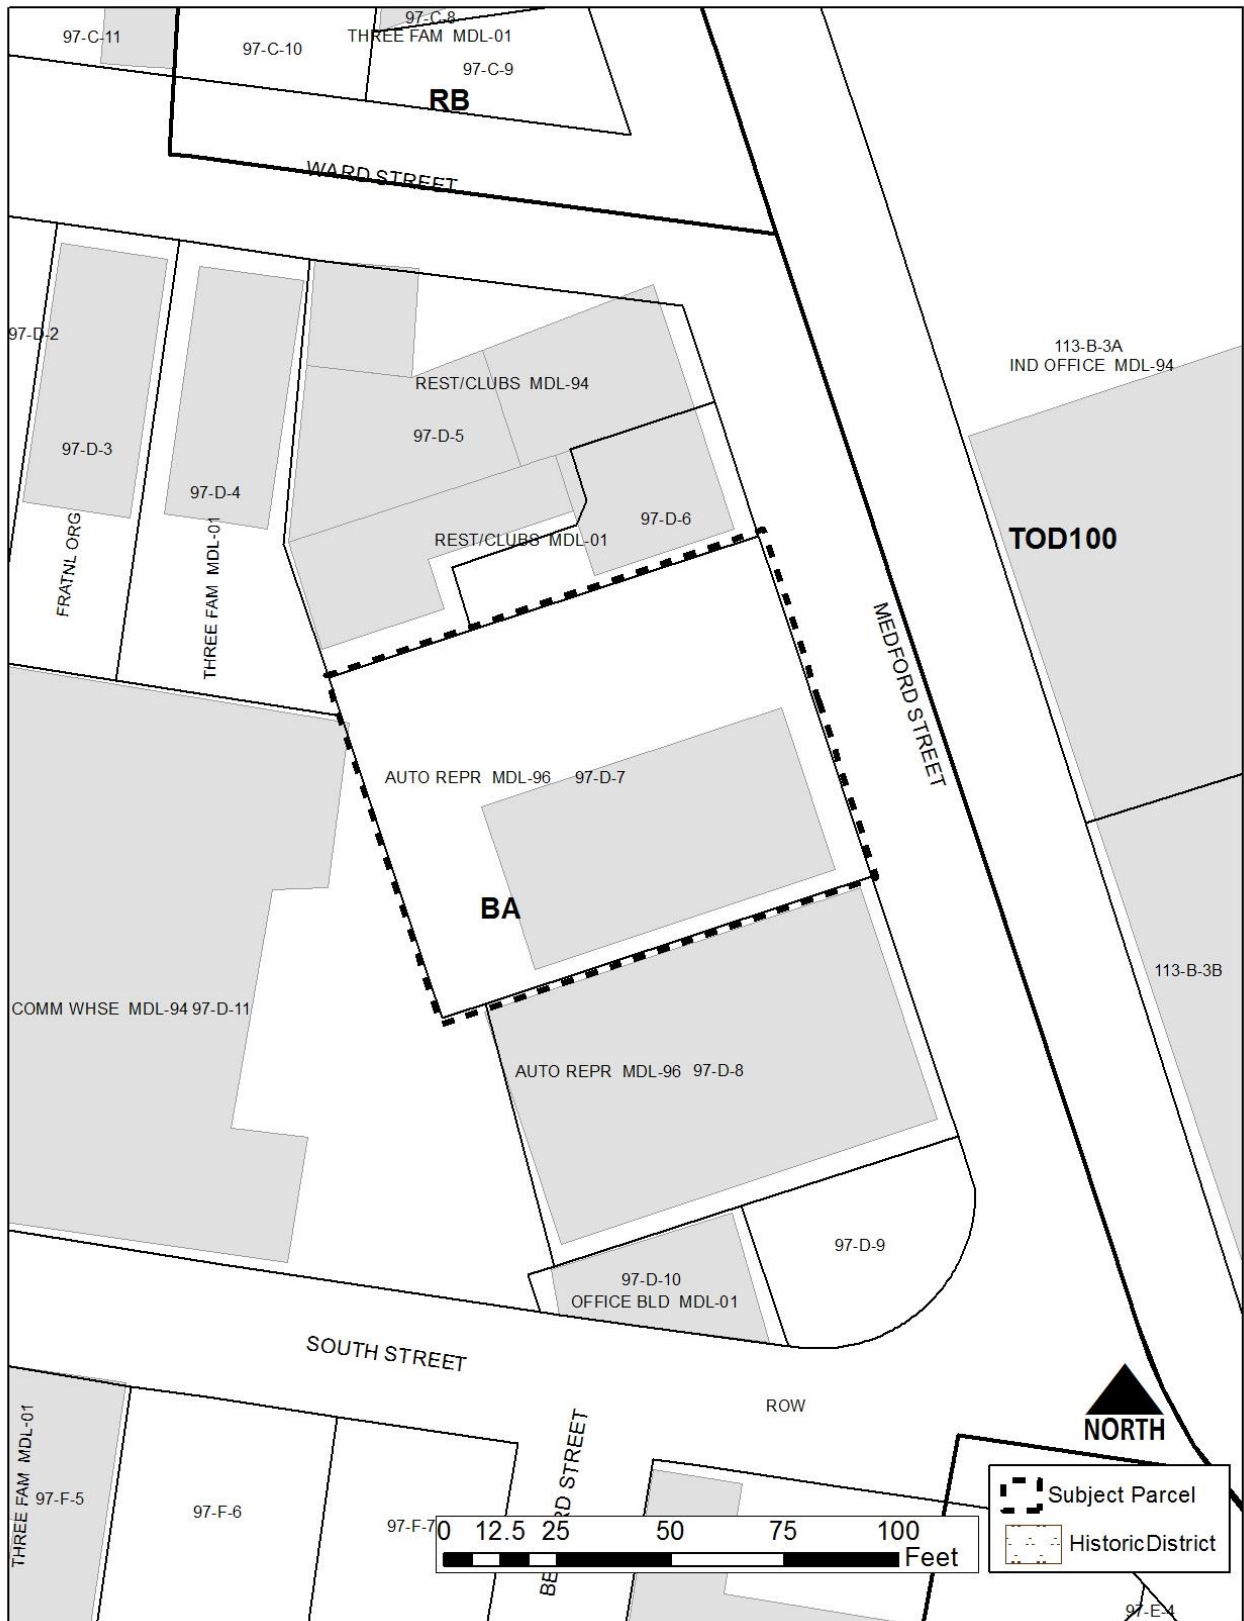 97-C-8
97-C-11
97-C-10
THREE FAM MDL-01
97-C-9
RB
WARD STREET
97-D-2
113-B-3A
IND OFFICE MDL-94
REST/CLUBS MDL-94
97-D-5
97-D-3
97-D-4
97-D-6
REST/CLUBS MDL-01
TOD100
FRATNL ORG
THREE FAM MDL-01
MEDFORD STREET
AUTO REPR MDL-96 97-D-7
BA
113-B-3B
COMM WHSE MDL-94 97-D-11
AUTO REPR MDL-96 97-D-8
97-D-9
97-D-10
OFFICE BLD MDL-01
SOUTH STREET
ROW
NORTH
THREE FAM MDL-01
97-F-5
97-F-6
97-F-7
STREET
Subject Parcel
Historic District
0 12.5 25 50 75 100
Feet
97-E-4